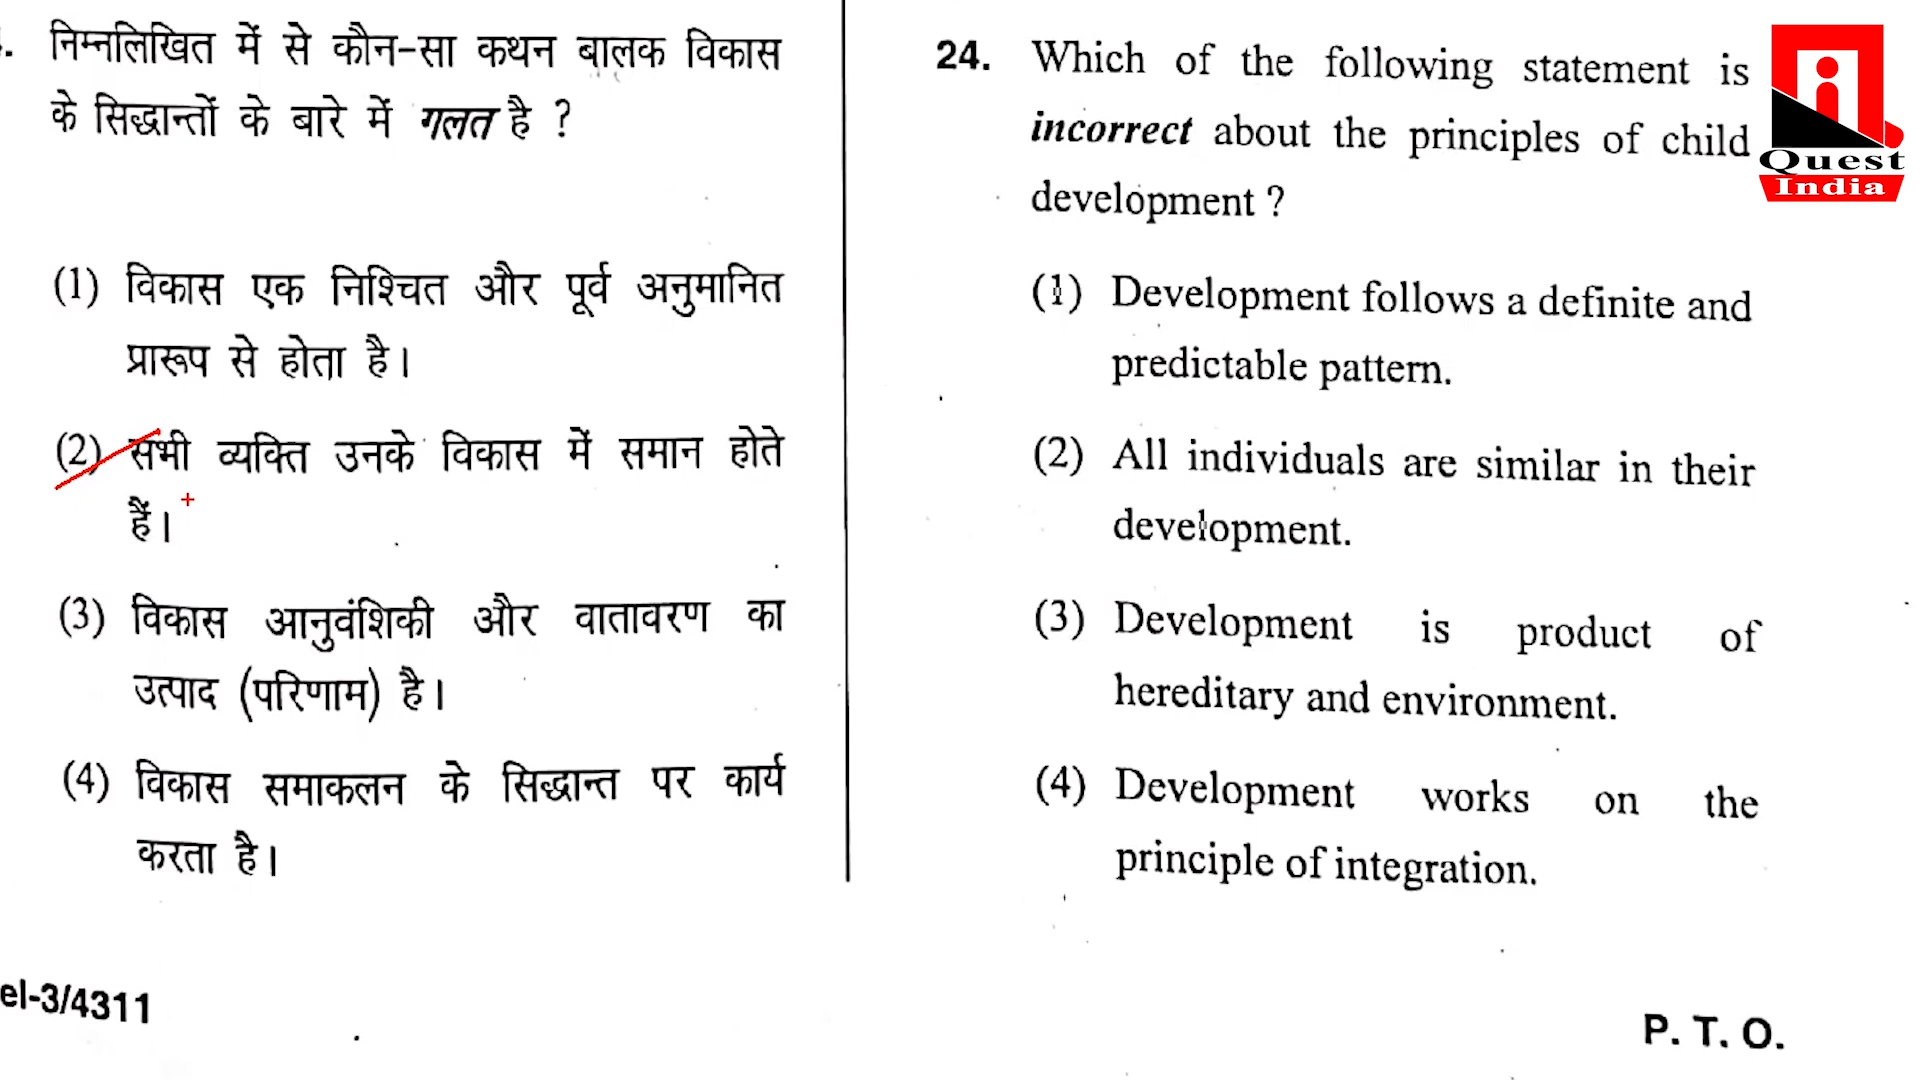 निम्नलिखित में से कौन-सा कथन बालक विकास
के सिद्धान्तों के बारे में गलत है ?
(1) विकास एक निश्चित और पूर्व अनुमानित
प्रारूप से होता है।
(2) सभी व्यक्ति उनके विकास में समान होते
हैं।
(3) विकास आनुवंशिकी और वातावरण का
उत्पाद (परिणाम) है।
(4) विकास समाकलन के सिद्धान्त पर कार्य
करता है।
el-3/4311
24. Which of the following statement is
incorrect about the principles of child
development ?
(1) Development follows a definite and
predictable pattern.
(2) All individuals are similar in their
development.
(3) Development is product of
hereditary and environment.
(4) Development works on the
principle of integration.
P. T. O.
Quest
India